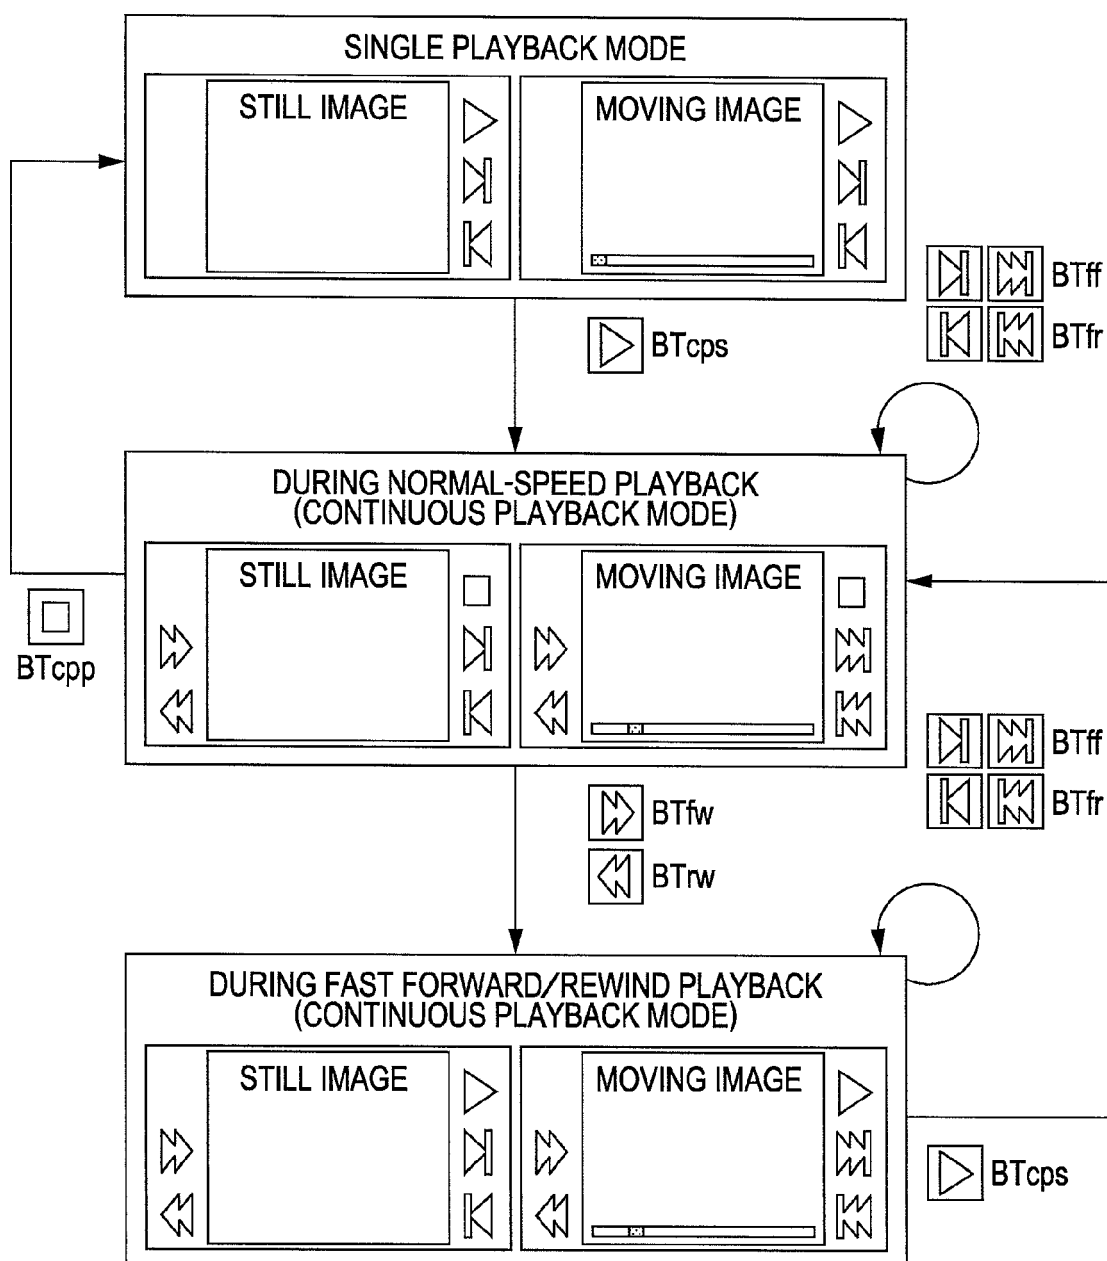 SINGLE PLAYBACK MODE
STILL IMAGE
MOVING IMAGE
BTff
BTfr
BTcps
DURING NORMAL-SPEED PLAYBACK
(CONTINUOUS PLAYBACK MODE)
STILL IMAGE
MOVING IMAGE
BTcpp
BTff
BTfr
BTfw
BTrw
DURING FAST FORWARD/REWIND PLAYBACK
(CONTINUOUS PLAYBACK MODE)
STILL IMAGE
MOVING IMAGE
BTcps